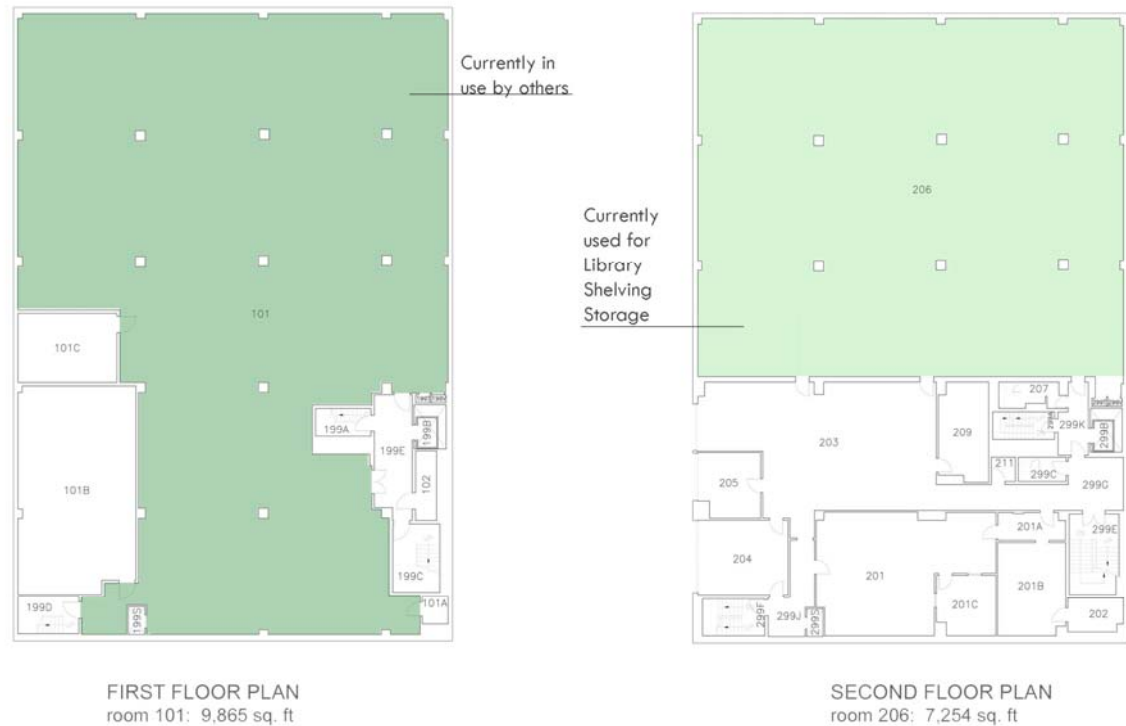 Currently in
use by others
101
101C
101B
199A
199E
199B
102
199C
101A
199D
199S
FIRST FLOOR PLAN
room 101: 9,865 sq. ft
206
Currently
used for
Library
Shelving
Storage
207
203
209
299K
299B
211
299C
205
299G
201A
299E
204
201
201B
201C
202
299F
299J
299S
SECOND FLOOR PLAN
room 206: 7,254 sq. ft